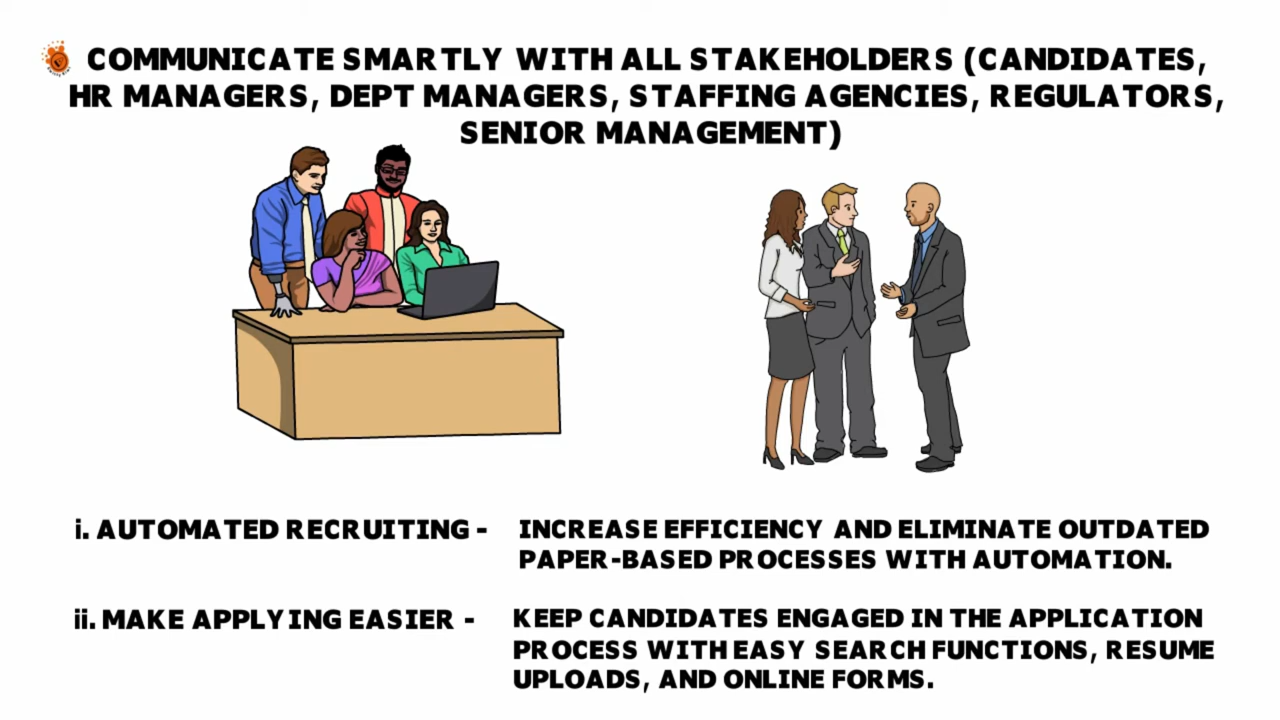 COMMUNICATE SMARTLY WITH ALL STAKEHOLDERS (CANDIDATES,
HR MANAGERS, DEPT MANAGERS, STAFFING AGENCIES, REGULATORS,
SENIOR MANAGEMENT)
i. AUTOMATED RECRUITING - INCREASE EFFICIENCY AND ELIMINATE OUTDATED
PAPER-BASED PROCESSES WITH AUTOMATION.
ii. MAKE APPLYING EASIER - KEEP CANDIDATES ENGAGED IN THE APPLICATION
PROCESS WITH EASY SEARCH FUNCTIONS, RESUME
UPLOADS, AND ONLINE FORMS.